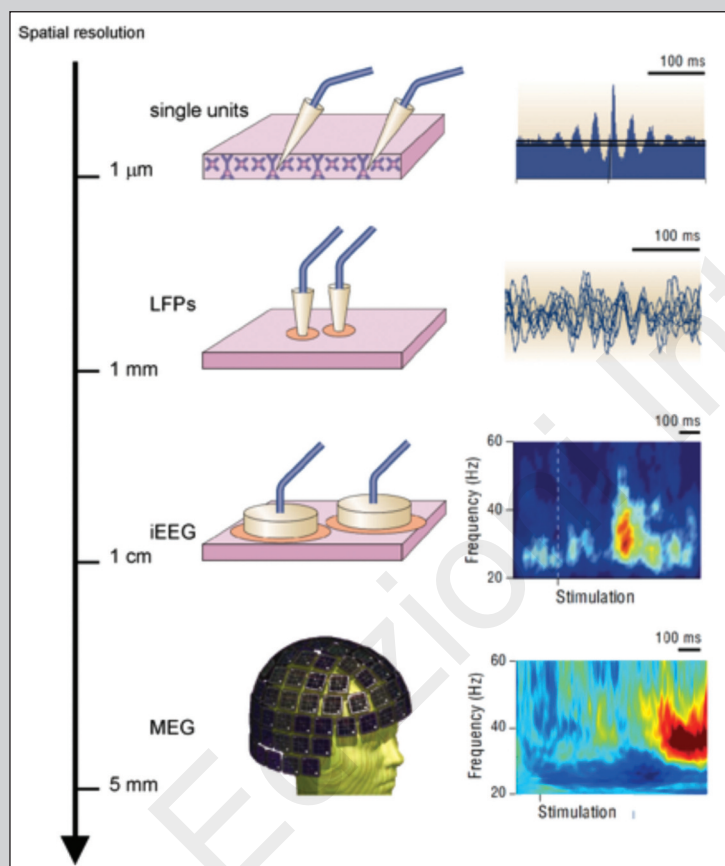 Spatial resolution
100 ms
single units
1 μm
100 ms
LFPs
1 mm
100 ms
60
Frequency (Hz)
40
20
iEEG
1 cm
Stimulation
100 ms
60
Frequency (Hz)
40
20
MEG
5 mm
Stimulation